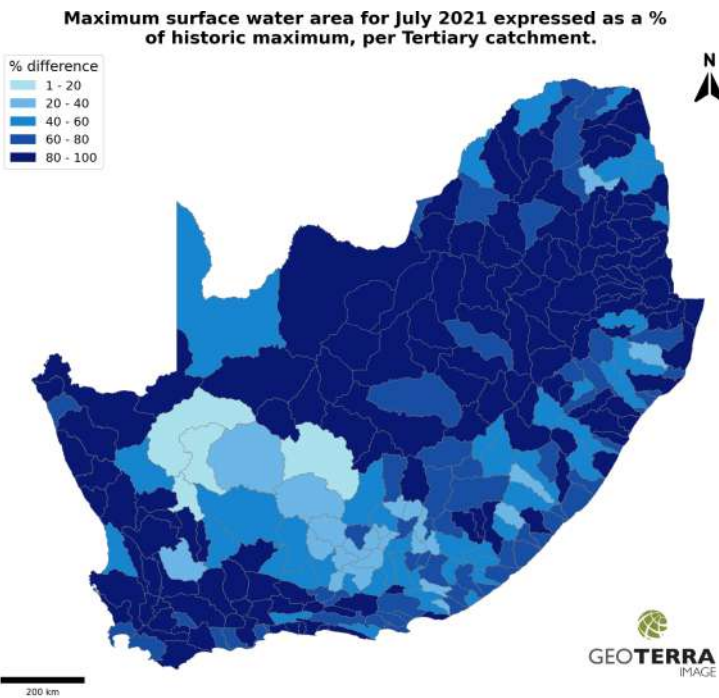 Maximum surface water area for July 2021 expressed as a %
of historic maximum, per Tertiary catchment.
% difference
1 - 20
20 - 40
40 - 60
60 - 80
80 - 100
N
GEOTERRA
IMAGE
200 km